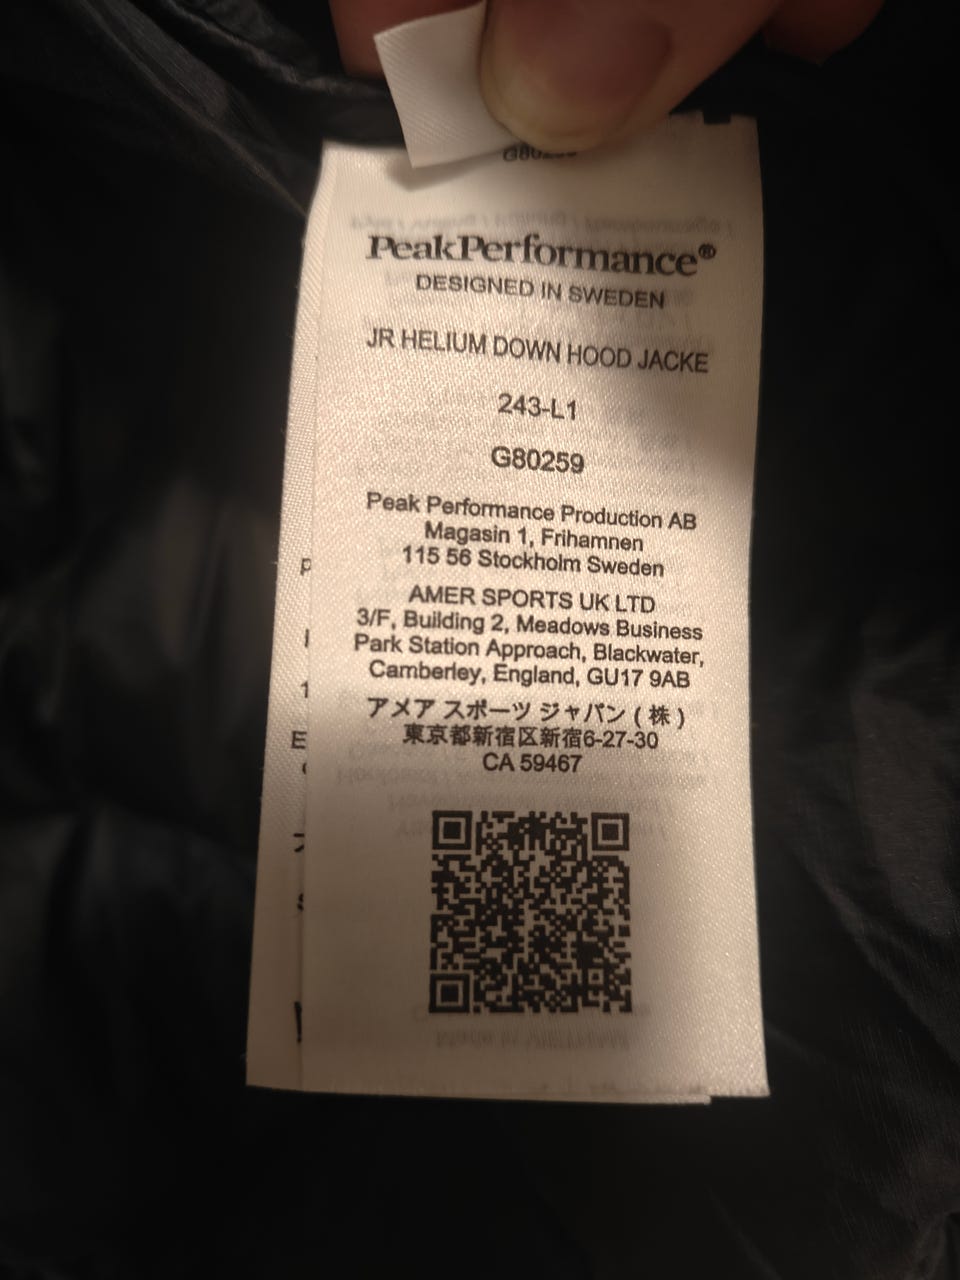 PeakPerformance®
DESIGNED IN SWEDEN
JR HELIUM DOWN HOOD JACKE
243-L1
G80259
Peak Performance Production AB
Magasin 1, Frihamnen
115 56 Stockholm Sweden
AMER SPORTS UK LTD
3/F, Building 2, Meadows Business
Park Station Approach, Blackwater,
Camberley, England, GU17 9AB
アメア スポーツ ジャパン ( 株 )
東京都新宿区新宿6-27-30
CA 59467